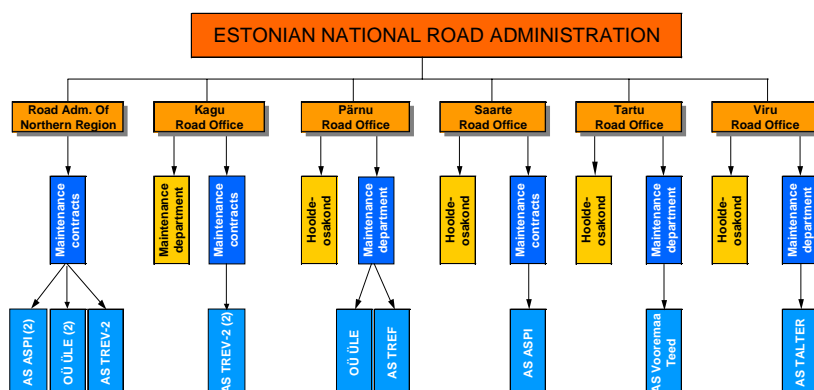 ESTONIAN NATIONAL ROAD ADMINISTRATION
Road Adm. Of
Northern Region
Kagu
Road Office
Pärnu
Road Office
Saarte
Road Office
Tartu
Road Office
Viru
Road Office
Maintenance
contracts
Maintenance
department
Maintenance
contracts
Hoolde-
osakond
Maintenance
department
Hoolde-
osakond
Maintenance
contracts
Hoolde-
osakond
Maintenance
department
Hoolde-
osakond
Maintenance
department
AS ASPI (2)
OÜ ÜLE (2)
AS TREV-2
AS TREV-2 (2)
OÜ ÜLE
AS TREF
AS ASPI
AS Vooremaa
Teed
AS TALTER